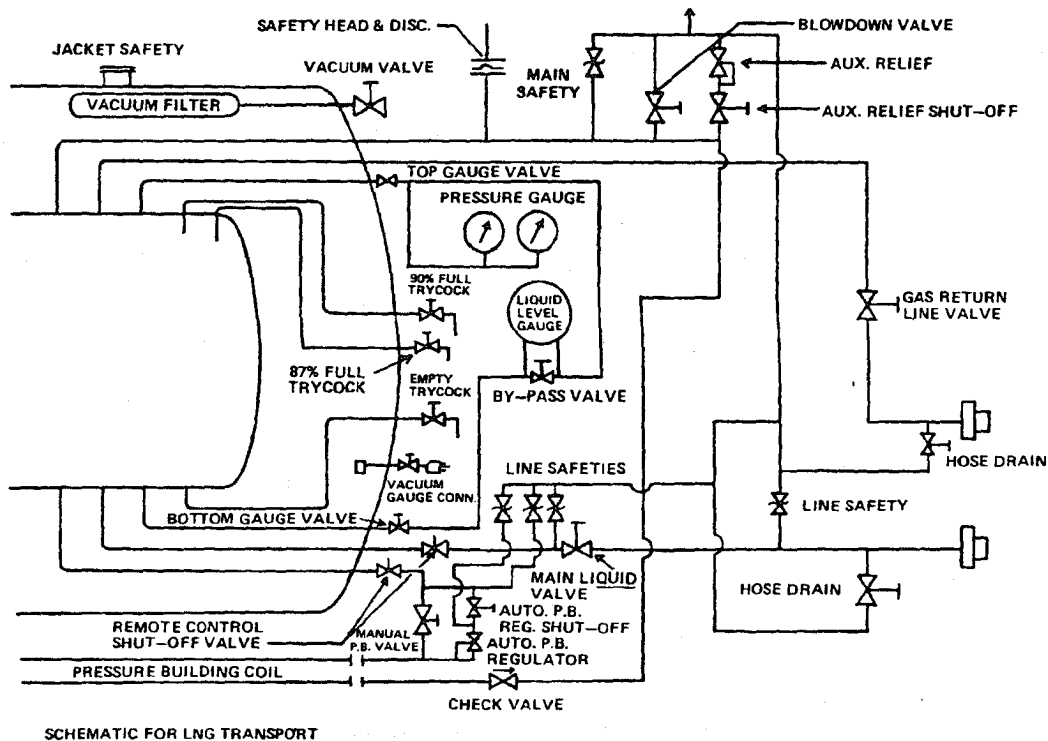 SAFETY HEAD & DISC.
BLOWDOWN VALVE
JACKET SAFETY
VACUUM VALVE
MAIN
SAFETY
AUX. RELIEF
VACUUM FILTER
AUX. RELIEF SHUT-OFF
TOP GAUGE VALVE
PRESSURE GAUGE
90% FULL
TRYCOCK
LIQUID
LEVEL
GAUGE
GAS RETURN
LINE VALVE
87% FULL
TRYCOCK
EMPTY
TRYCOCK
BY-PASS VALVE
HOSE DRAIN
LINE SAFETIES
VACUUM
GAUGE CONN.
LINE SAFETY
BOTTOM GAUGE VALVE
MAIN LIQUID
VALVE
HOSE DRAIN
REMOTE CONTROL
SHUT-OFF VALVE
MANUAL
P.B. VALVE
AUTO. P.B.
REG. SHUT-OFF
AUTO. P.B.
REGULATOR
PRESSURE BUILDING COIL
CHECK VALVE
SCHEMATIC FOR LNG TRANSPORT